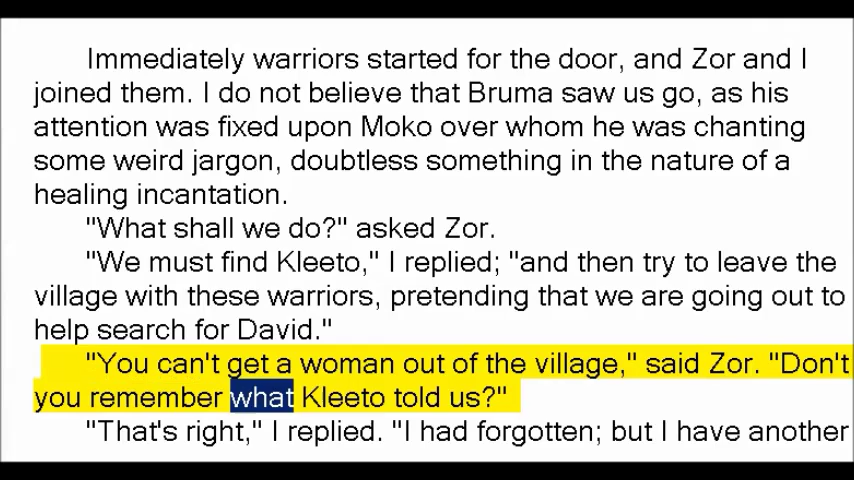 Immediately warriors started for the door, and Zor and I
joined them. I do not believe that Bruma saw us go, as his
attention was fixed upon Moko over whom he was chanting
some weird jargon, doubtless something in the nature of a
healing incantation.
"What shall we do?" asked Zor.
"We must find Kleeto," I replied; "and then try to leave the
village with these warriors, pretending that we are going out to
help search for David."
"You can't get a woman out of the village," said Zor. "Don't
you remember what Kleeto told us?"
"That's right," I replied. "I had forgotten; but I have another